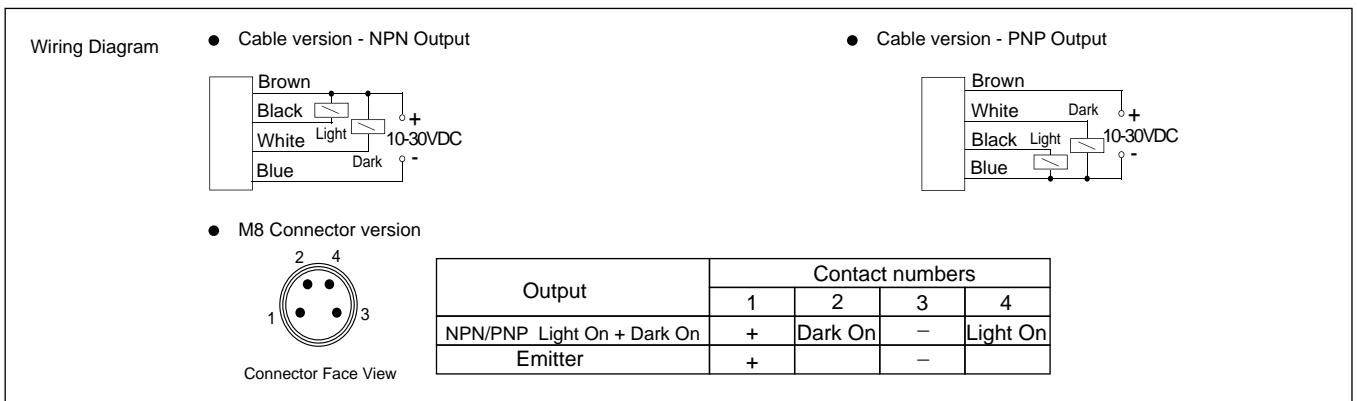 Wiring Diagram
● Cable version - NPN Output
Brown
Black
Light
White
Dark
Blue
+
10-30VDC
-
● Cable version - PNP Output
Brown
White Dark
Black Light
Blue
+
10-30VDC
-
● M8 Connector version
2 4
1 3
Connector Face View
Output Contact numbers
1 2 3 4
NPN/PNP Light On + Dark On + Dark On − Light On
Emitter + −